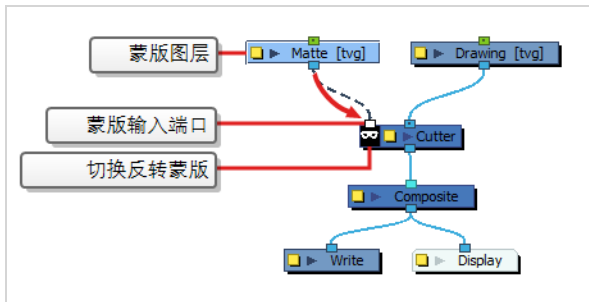 蒙版图层
Matte [tvg]
Drawing [tvg]
蒙版输入端口
Cutter
切换反转蒙版
Composite
Write
Display